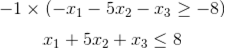 −1 × (−x₁ − 5x₂ − x₃ ≥ −8)
x₁ + 5x₂ + x₃ ≤ 8